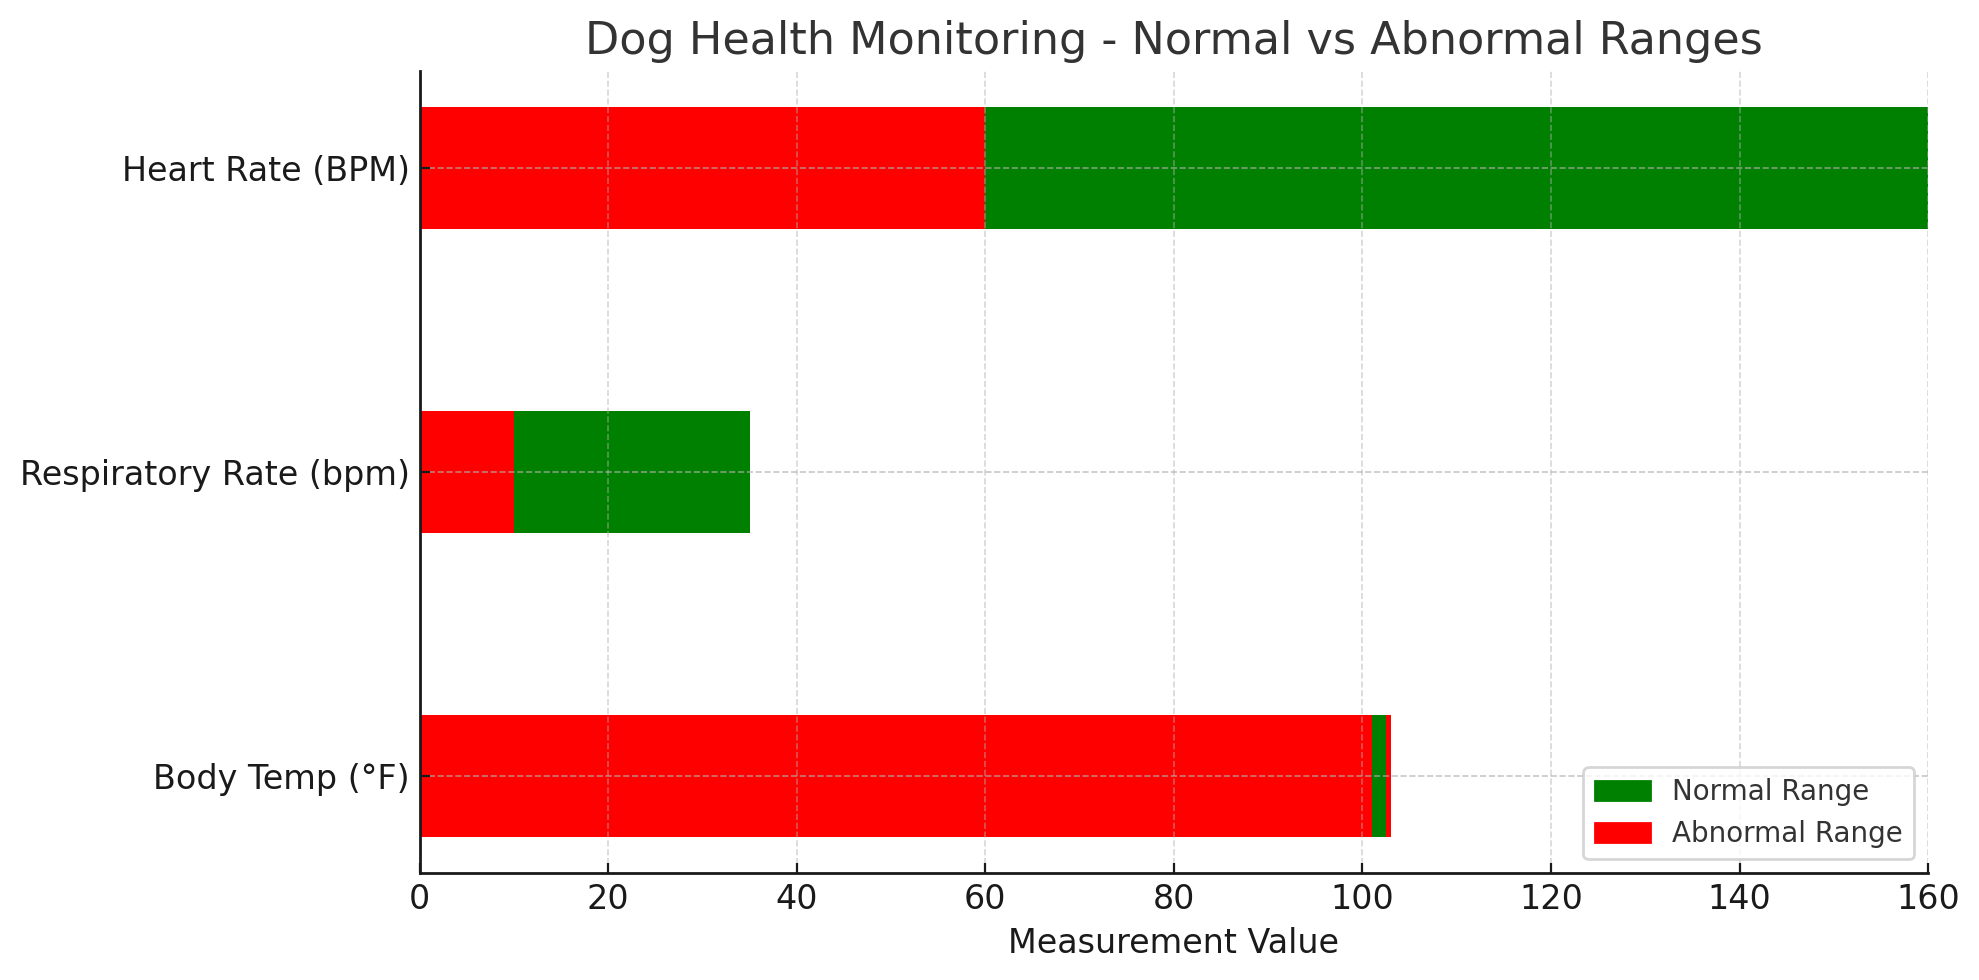 Dog Health Monitoring - Normal vs Abnormal Ranges
Heart Rate (BPM)
Respiratory Rate (bpm)
Body Temp (°F)
Normal Range
Abnormal Range
0 20 40 60 80 100 120 140 160
Measurement Value